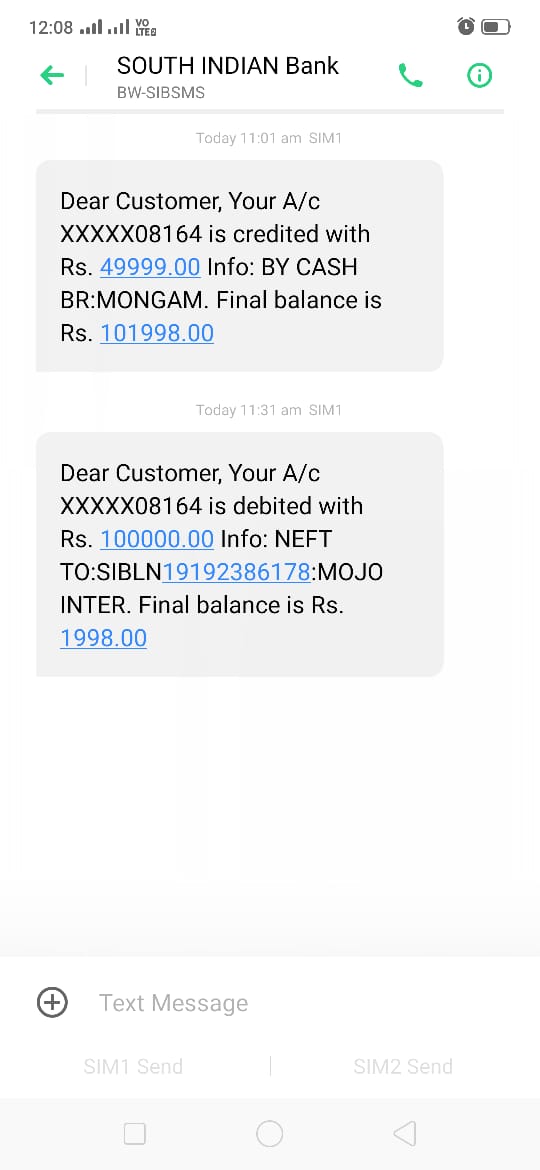 12:08 VO LTE2
SOUTH INDIAN Bank
BW-SIBSMS
Today 11:01 am SIM1
Dear Customer, Your A/c
XXXXX08164 is credited with
Rs. 49999.00 Info: BY CASH
BR:MONGAM. Final balance is
Rs. 101998.00
Today 11:31 am SIM1
Dear Customer, Your A/c
XXXXX08164 is debited with
Rs. 100000.00 Info: NEFT
TO:SIBLN19192386178:MOJO
INTER. Final balance is Rs.
1998.00
Text Message
SIM1 Send | SIM2 Send